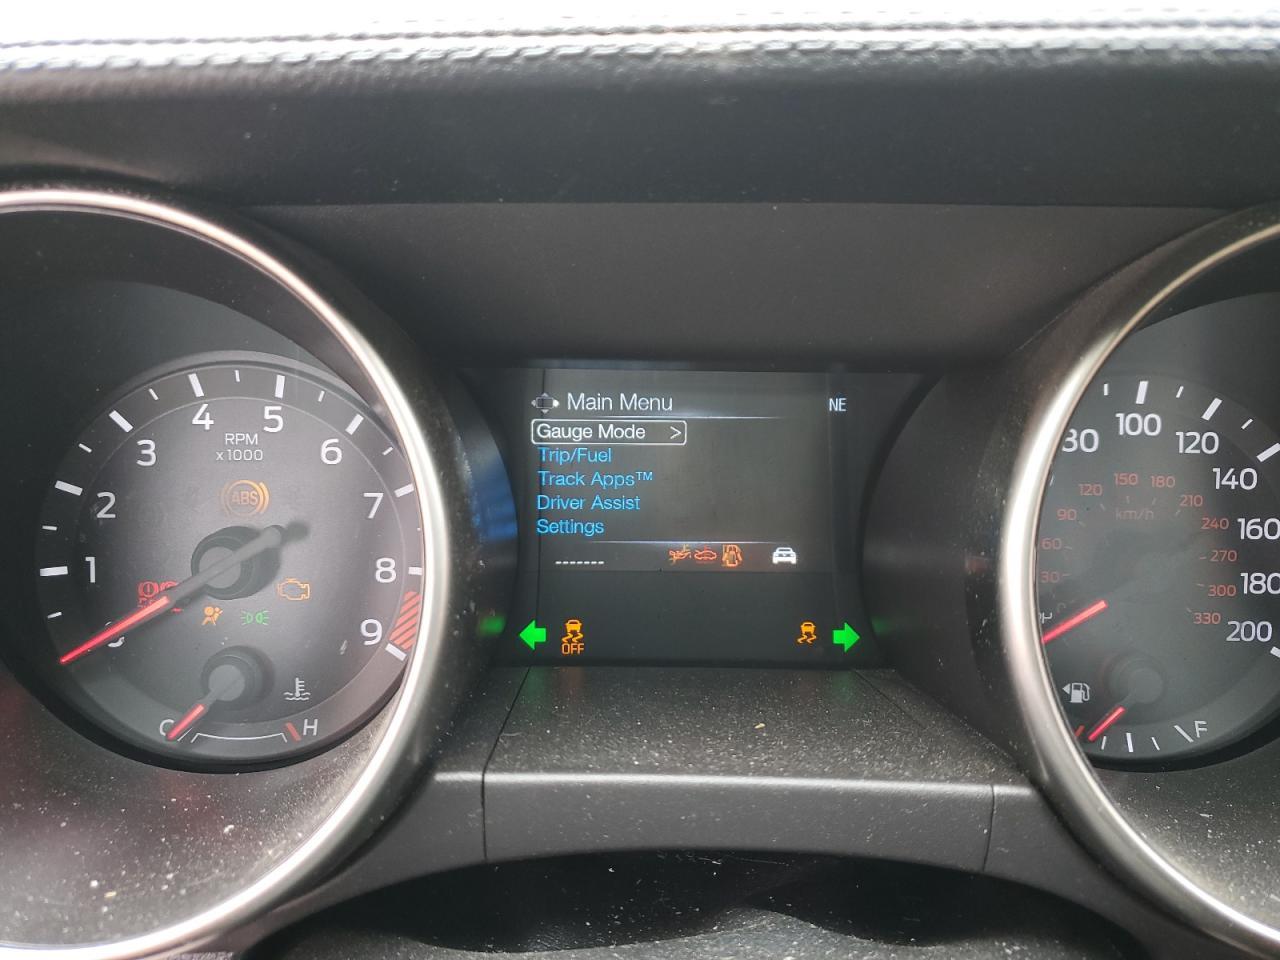 Main Menu
NE
Gauge Mode >
Trip/Fuel
Track Apps™
Driver Assist
Settings
-------
OFF
1
2
3
4
5
6
7
8
9
RPM
x1000
ABS
C
H
80
100
120
140
160
180
200
30
60
90
120
150
180
210
240
270
300
330
km/h
F